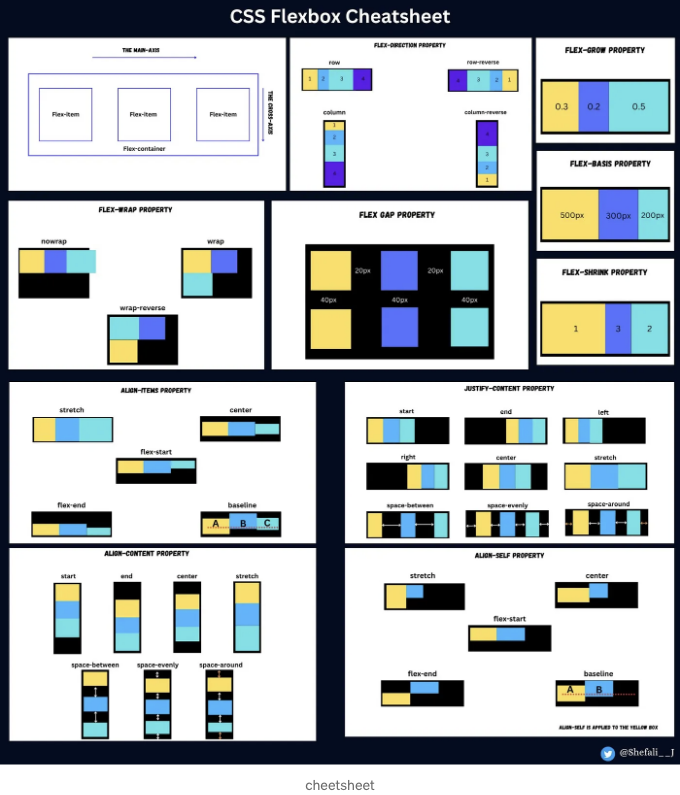 CSS Flexbox Cheatsheet
THE MAIN-AXIS
Flex-item
Flex-item
Flex-item
THE CROSS-AXIS
Flex-container
FLEX-DIRECTION PROPERTY
row
1 2 3 4
row-reverse
4 3 2 1
column
1
2
3
4
column-reverse
4
3
2
1
FLEX-GROW PROPERTY
0.3 0.2 0.5
FLEX-BASIS PROPERTY
500px 300px 200px
FLEX-SHRINK PROPERTY
1 3 2
FLEX-WRAP PROPERTY
nowrap
wrap
wrap-reverse
FLEX GAP PROPERTY
20px 20px
40px 40px 40px
ALIGN-ITEMS PROPERTY
stretch
center
flex-start
flex-end
baseline
A B C
JUSTIFY-CONTENT PROPERTY
start end left
right center stretch
space-between space-evenly space-around
ALIGN-CONTENT PROPERTY
start end center stretch
space-between space-evenly space-around
ALIGN-SELF PROPERTY
stretch
center
flex-start
flex-end
baseline
A B
ALIGN-SELF IS APPLIED TO THE YELLOW BOX
@Shefali__J
cheetsheet